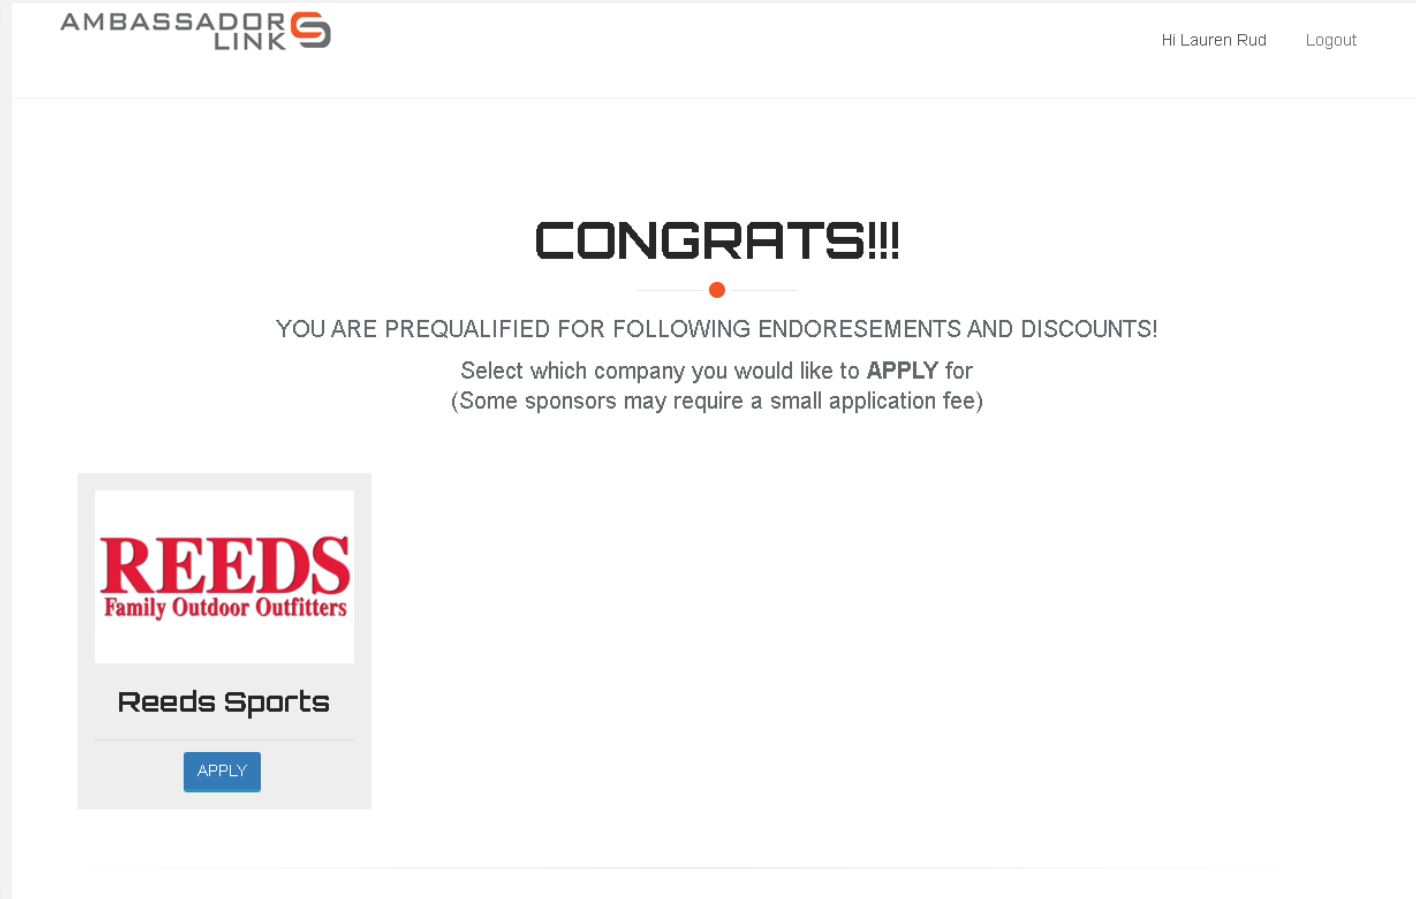 AMBASSADOR
LINK
Hi Lauren Rud
Logout
CONGRATS!!!
YOU ARE PREQUALIFIED FOR FOLLOWING ENDORESEMENTS AND DISCOUNTS!
Select which company you would like to APPLY for
(Some sponsors may require a small application fee)
REEDS
Family Outdoor Outfitters
Reeds Sports
APPLY